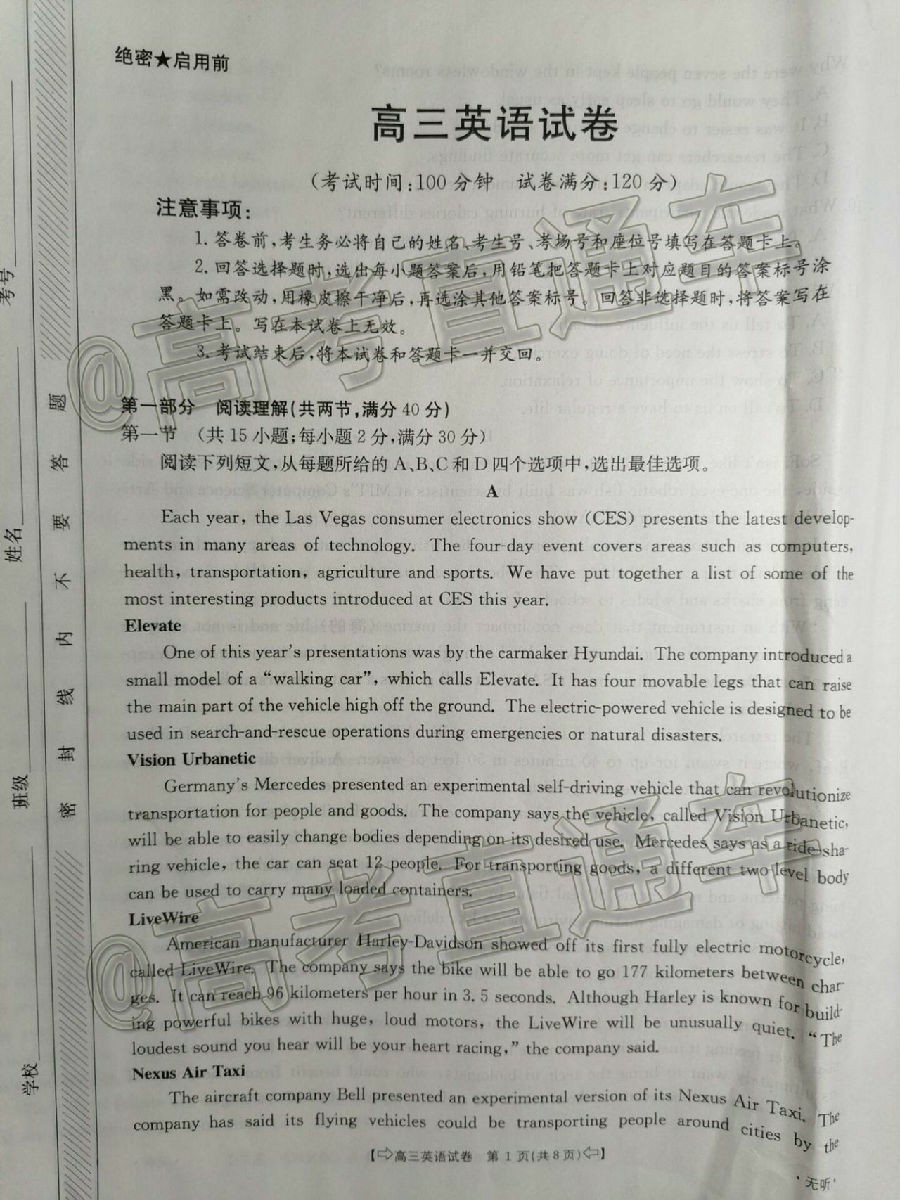 绝密★启用前
高三英语试卷
(考试时间:100分钟 试卷满分:120分)
注意事项:
1.答卷前,考生务必将自己的姓名、考生号、考场号和座位号填写在答题卡上。
2.回答选择题时,选出每小题答案后,用铅笔把答题卡上对应题目的答案标号涂
黑。如需改动,用橡皮擦干净后,再选涂其他答案标号。回答非选择题时,将答案写在
答题卡上。写在本试卷上无效。
3.考试结束后,将本试卷和答题卡一并交回。
第一部分 阅读理解(共两节,满分40分)
第一节 (共15小题;每小题2分,满分30分)
阅读下列短文,从每题所给的A、B、C和D四个选项中,选出最佳选项。
A
Each year, the Las Vegas consumer electronics show (CES) presents the latest develop-
ments in many areas of technology. The four-day event covers areas such as computers,
health, transportation, agriculture and sports. We have put together a list of some of the
most interesting products introduced at CES this year.
Elevate
One of this year's presentations was by the carmaker Hyundai. The company introduced a
small model of a “walking car”, which calls Elevate. It has four movable legs that can raise
the main part of the vehicle high off the ground. The electric-powered vehicle is designed to be
used in search-and-rescue operations during emergencies or natural disasters.
Vision Urbanetic
Germany's Mercedes presented an experimental self-driving vehicle that can revolutionize
transportation for people and goods. The company says the vehicle, called Vision Urbanetic,
will be able to easily change bodies depending on its desired use. Mercedes says as a ride-sha-
ring vehicle, the car can seat 12 people. For transporting goods, a different two-level body
can be used to carry many loaded containers.
LiveWire
American manufacturer Harley-Davidson showed off its first fully electric motorcycle,
called LiveWire. The company says the bike will be able to go 177 kilometers between char-
ges. It can reach 96 kilometers per hour in 3.5 seconds. Although Harley is known for build-
ing powerful bikes with huge, loud motors, the LiveWire will be unusually quiet. “The
loudest sound you hear will be your heart racing,” the company said.
Nexus Air Taxi
The aircraft company Bell presented an experimental version of its Nexus Air Taxi. The
company has said its flying vehicles could be transporting people around cities by the
【⇨高三英语试卷 第1页(共8页)⇦】
·无听·
考号
姓名
班级
学校
密封线内不要答题
@高考直通车
@高考直通车